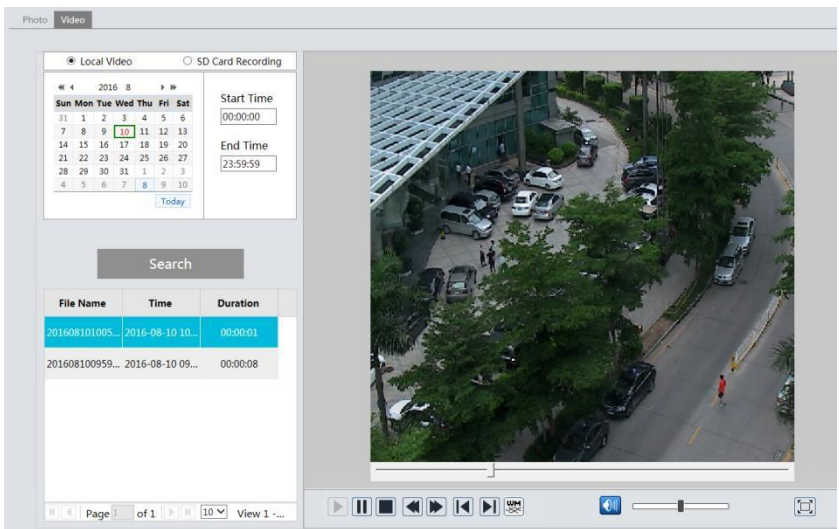 Photo Video
Local Video SD Card Recording
2016 8
Sun Mon Tue Wed Thu Fri Sat
31 1 2 3 4 5 6
7 8 9 10 11 12 13
14 15 16 17 18 19 20
21 22 23 24 25 26 27
28 29 30 31 1 2 3
4 5 6 7 8 9 10
Today
Start Time
00:00:00
End Time
23:59:59
Search
File Name Time Duration
201608101005... 2016-08-10 10... 00:00:01
201608100959... 2016-08-10 09... 00:00:08
Page 1 of 1 10 View 1 -...
WM